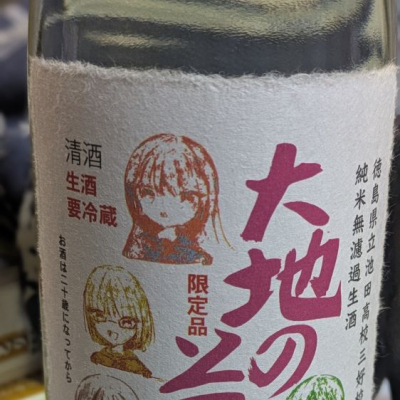 徳島県立池田高校三好校
純米無濾過生酒
大地の
限定品
清酒
生酒
要冷蔵
お酒は二十歳になってから